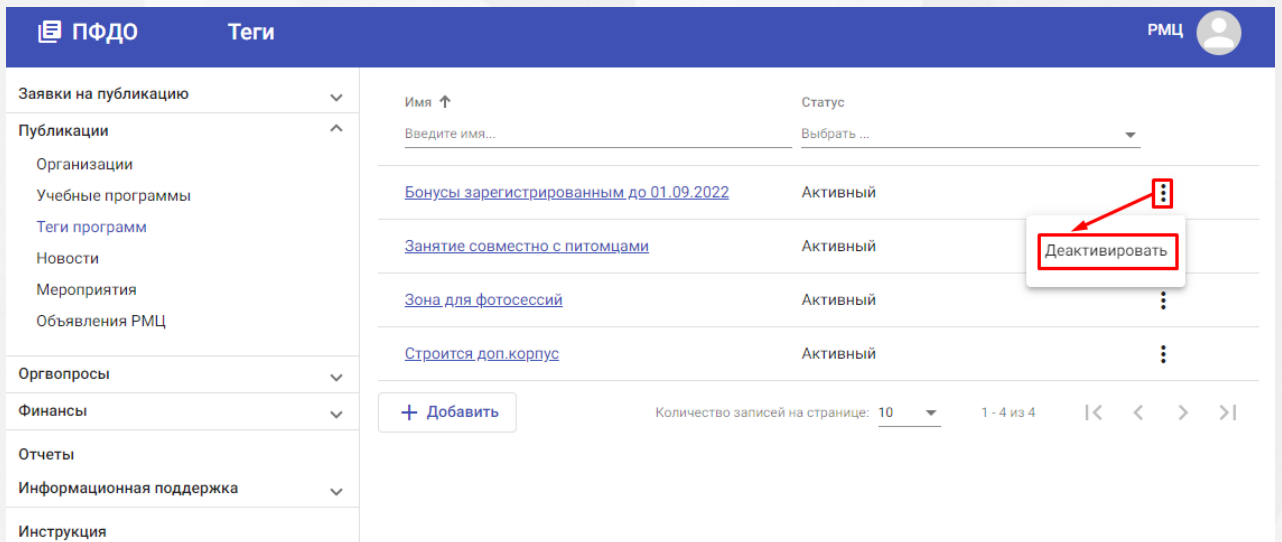 ПФДО
Теги
РМЦ
Заявки на публикацию
Публикации
Организации
Учебные программы
Теги программ
Новости
Мероприятия
Объявления РМЦ
Оргвопросы
Финансы
Отчеты
Информационная поддержка
Инструкция
Имя Статус
Введите имя... Выбрать ...
Бонусы зарегистрированным до 01.09.2022 Активный
Занятие совместно с питомцами Активный
Деактивировать
Зона для фотосессий Активный
Строится доп.корпус Активный
+ Добавить Количество записей на странице: 10 1 - 4 из 4